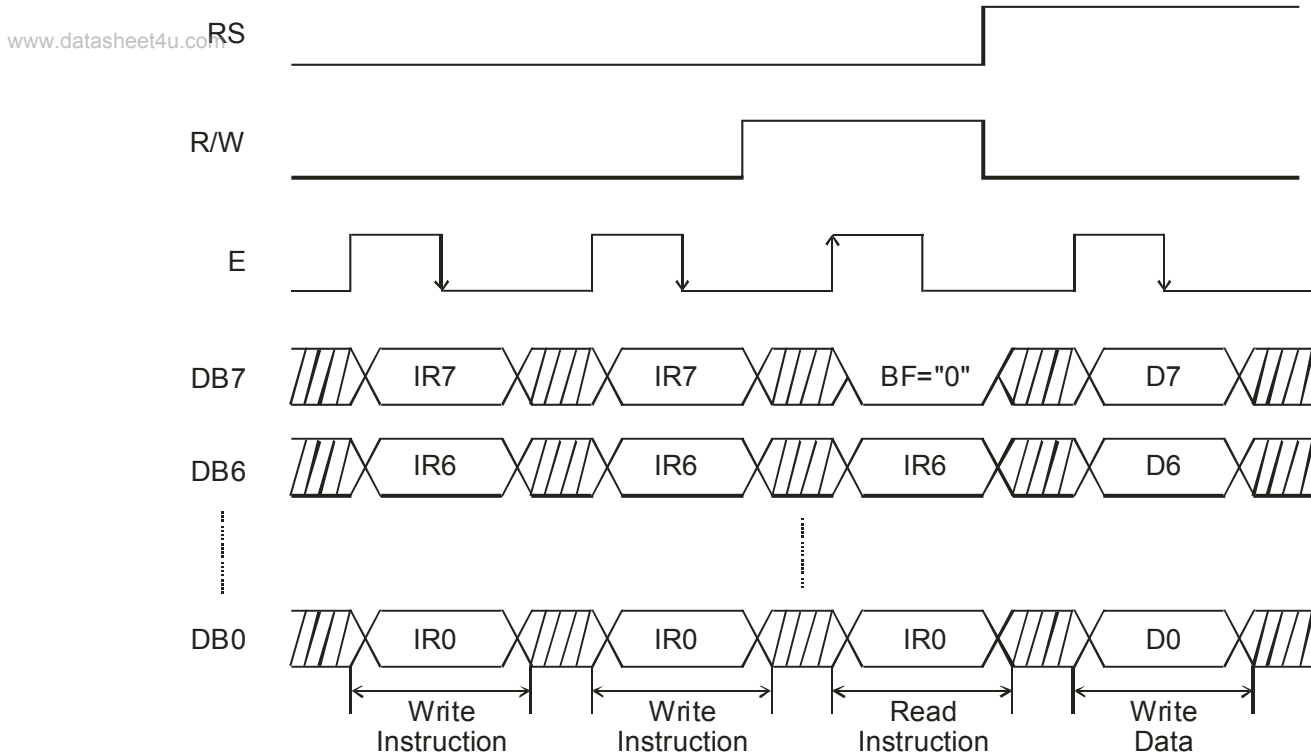 www.datasheet4u.com
RS
R/W
E
DB7 IR7 IR7 BF="0" D7
DB6 IR6 IR6 IR6 D6
DB0 IR0 IR0 IR0 D0
Write Instruction
Write Instruction
Read Instruction
Write Data